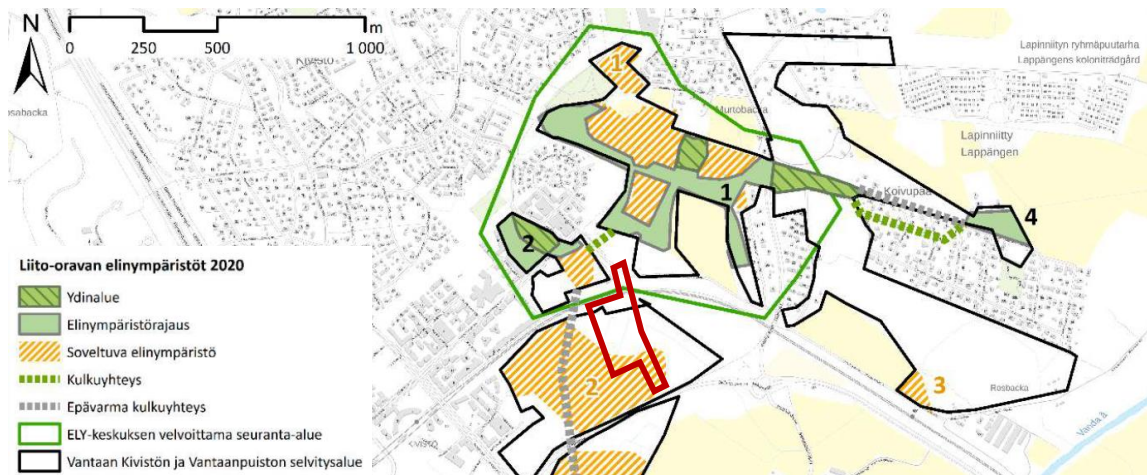 N
m
0 250 500 1 000
Kivistö
Lapinniityn ryhmäpuutarha
Lappängens koloniträdgård
osabacka
1
Murtobacka
Lapinniitty
Lappängen
1
Koivupää
4
2
Liito-oravan elinympäristöt 2020
Ydinalue
Elinympäristörajaus
Soveltuva elinympäristö
Kulkuyhteys
Epävarma kulkuyhteys
ELY-keskuksen velvoittama seuranta-alue
Vantaan Kivistön ja Vantaanpuiston selvitysalue
2
3
Rosbacka
Vanda å